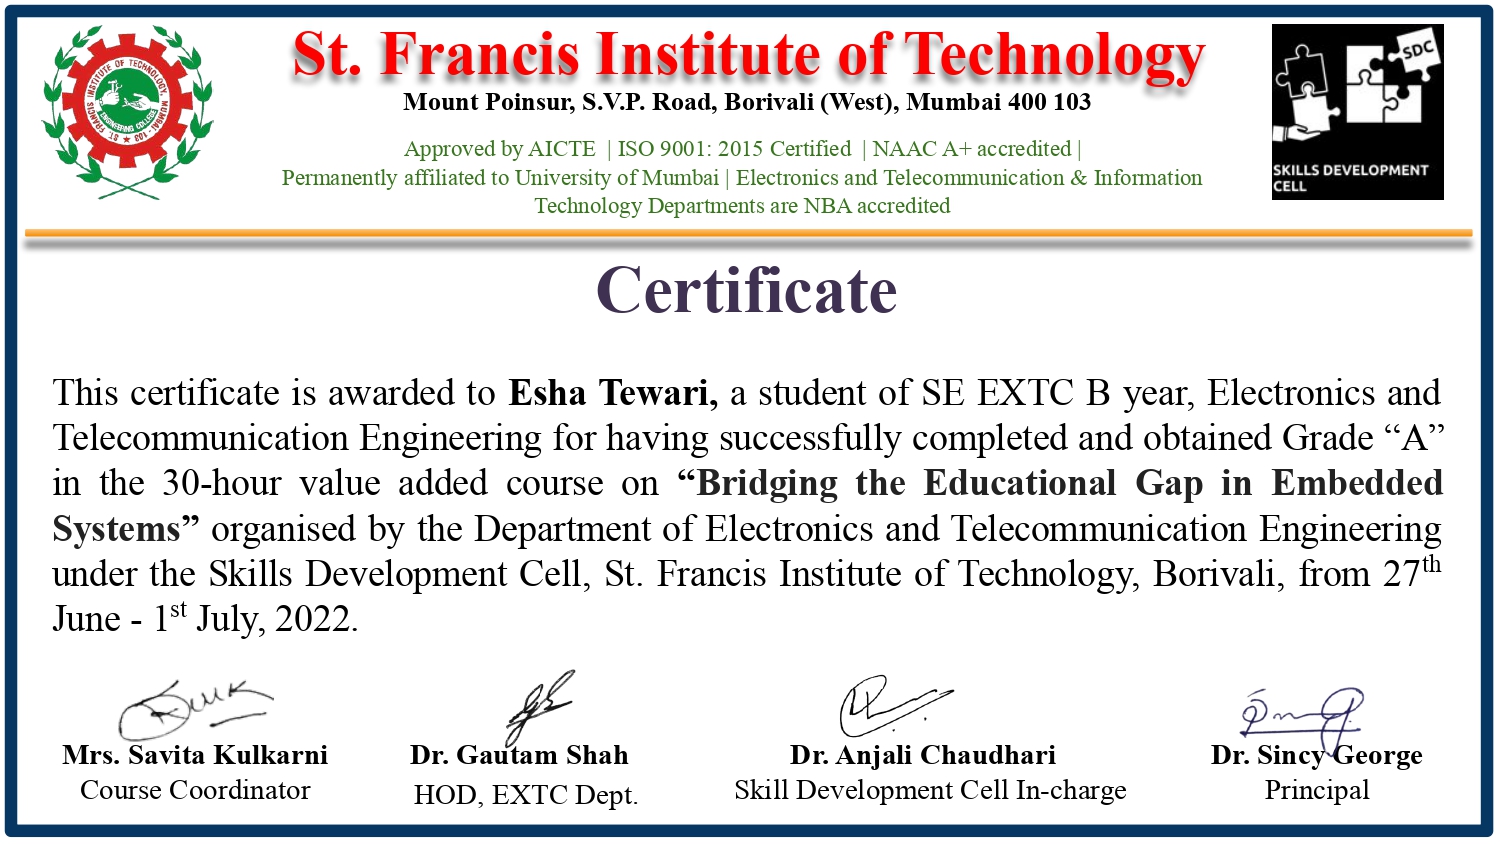 St. Francis Institute of Technology
Mount Poinsur, S.V.P. Road, Borivali (West), Mumbai 400 103
Approved by AICTE | ISO 9001: 2015 Certified | NAAC A+ accredited |
Permanently affiliated to University of Mumbai | Electronics and Telecommunication & Information
Technology Departments are NBA accredited
ST. FRANCIS INSTITUTE OF TECHNOLOGY, MUMBAI - 103
ENGINEERING COLLEGE
SDC
SKILLS DEVELOPMENT
CELL
Certificate
This certificate is awarded to Esha Tewari, a student of SE EXTC B year, Electronics and
Telecommunication Engineering for having successfully completed and obtained Grade “A”
in the 30-hour value added course on “Bridging the Educational Gap in Embedded
Systems” organised by the Department of Electronics and Telecommunication Engineering
under the Skills Development Cell, St. Francis Institute of Technology, Borivali, from 27th
June - 1st July, 2022.
Mrs. Savita Kulkarni
Course Coordinator
Dr. Gautam Shah
HOD, EXTC Dept.
Dr. Anjali Chaudhari
Skill Development Cell In-charge
Dr. Sincy George
Principal